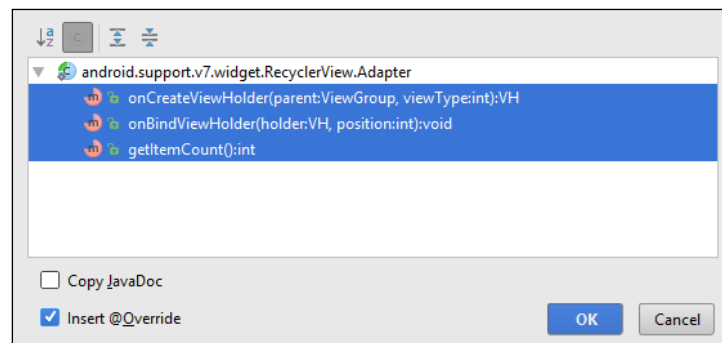 android.support.v7.widget.RecyclerView.Adapter
onCreateViewHolder(parent:ViewGroup, viewType:int):VH
onBindViewHolder(holder:VH, position:int):void
getItemCount():int
Copy JavaDoc
Insert @Override
OK
Cancel